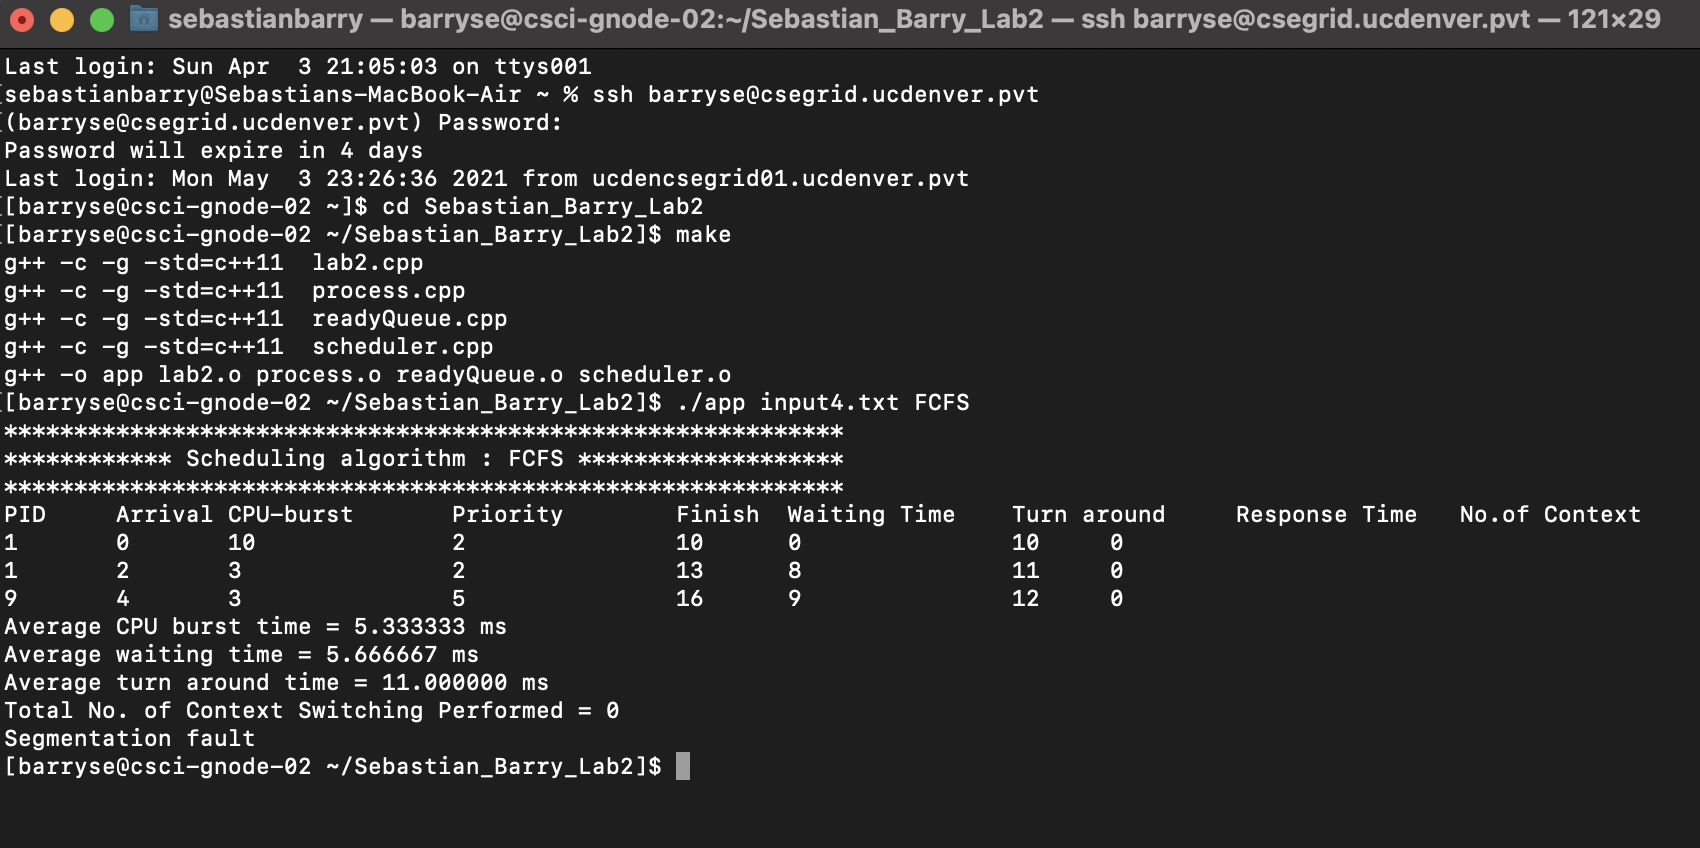 sebastianbarry — barryse@csci-gnode-02:~/Sebastian_Barry_Lab2 — ssh barryse@csegrid.ucdenver.pvt — 121×29
Last login: Sun Apr  3 21:05:03 on ttys001
[sebastianbarry@Sebastians-MacBook-Air ~ % ssh barryse@csegrid.ucdenver.pvt
[(barryse@csegrid.ucdenver.pvt) Password:
Password will expire in 4 days
Last login: Mon May  3 23:26:36 2021 from ucdencsegrid01.ucdenver.pvt
[[barryse@csci-gnode-02 ~]$ cd Sebastian_Barry_Lab2
[[barryse@csci-gnode-02 ~/Sebastian_Barry_Lab2]$ make
g++ -c -g -std=c++11  lab2.cpp
g++ -c -g -std=c++11  process.cpp
g++ -c -g -std=c++11  readyQueue.cpp
g++ -c -g -std=c++11  scheduler.cpp
g++ -o app lab2.o process.o readyQueue.o scheduler.o
[[barryse@csci-gnode-02 ~/Sebastian_Barry_Lab2]$ ./app input4.txt FCFS
************************************************************
************ Scheduling algorithm : FCFS *******************
************************************************************
PID     Arrival CPU-burst       Priority        Finish  Waiting Time    Turn around     Response Time   No.of Context
1       0       10              2               10      0               10     0
1       2       3               2               13      8               11     0
9       4       3               5               16      9               12     0
Average CPU burst time = 5.333333 ms
Average waiting time = 5.666667 ms
Average turn around time = 11.000000 ms
Total No. of Context Switching Performed = 0
Segmentation fault
[barryse@csci-gnode-02 ~/Sebastian_Barry_Lab2]$